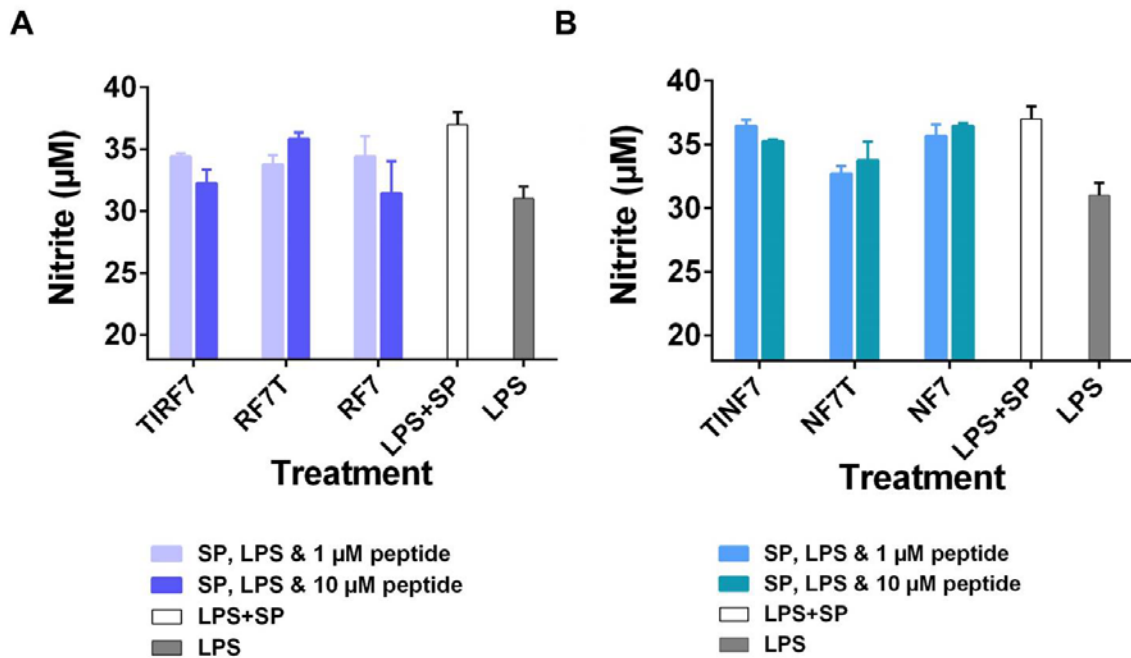 A
Nitrite (µM)
40
35
30
25
20
TIRF7
RF7T
RF7
LPS+SP
LPS
Treatment
SP, LPS & 1 µM peptide
SP, LPS & 10 µM peptide
LPS+SP
LPS
B
Nitrite (µM)
40
35
30
25
20
TINF7
NF7T
NF7
LPS+SP
LPS
Treatment
SP, LPS & 1 µM peptide
SP, LPS & 10 µM peptide
LPS+SP
LPS